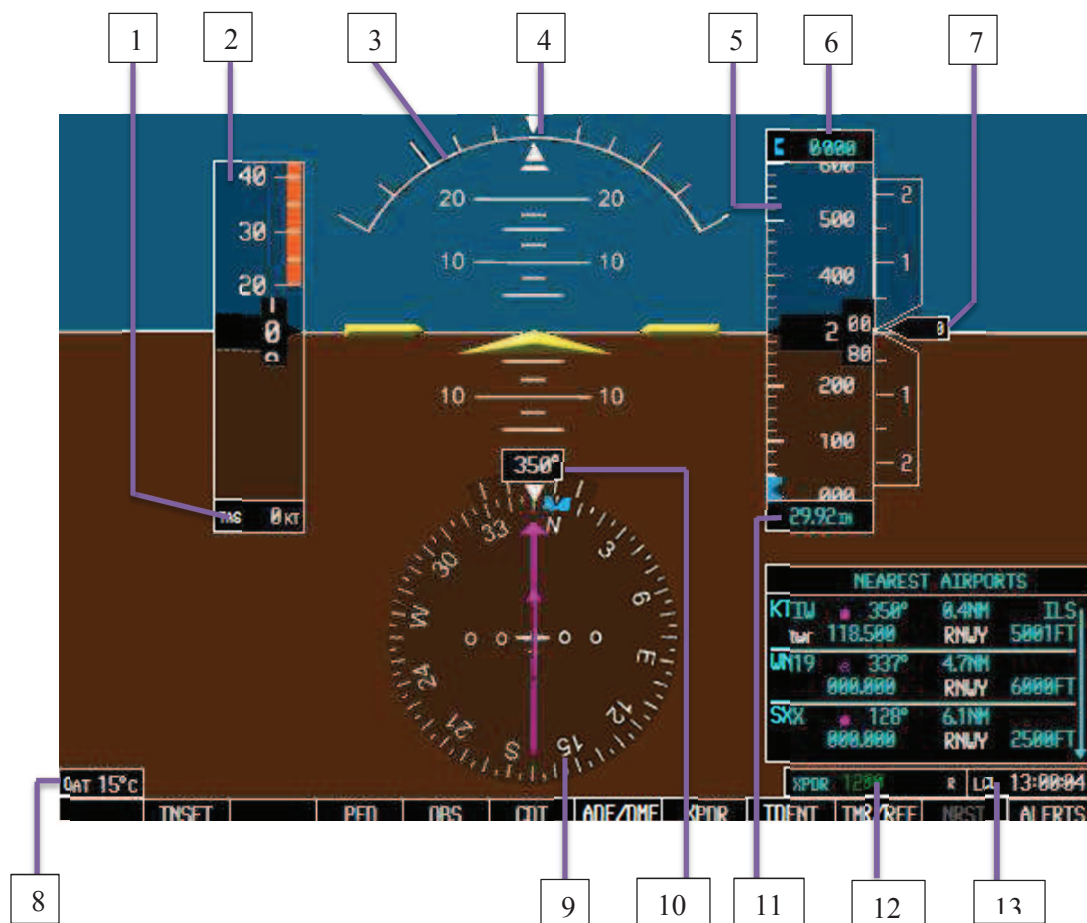 1 2 3 4 5 6 7
0000
40
30
20
1
0
9
TAS 0KT
20 20
10 10
10 10
600
500
400
2 00
80
200
100
000
29.92IN
2
1
0
1
2
350°
N
3
6
E
12
15
S
21
24
W
30
33
NEAREST AIRPORTS
KTIW 350° 0.4NM ILS
twr 118.500 RNWY 5001FT
WN19 337° 4.7NM
000.000 RNWY 6000FT
SXX 128° 6.1NM
000.000 RNWY 2500FT
OAT 15°C
XPDR 1200 R LCL 13:00:04
INSET PFD OBS CDI ADF/DME XPDR IDENT TMR/REF NRST ALERTS
8 9 10 11 12 13